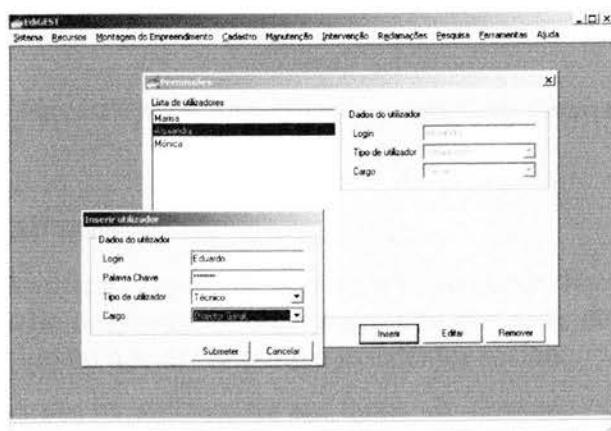 EdiGEST
Sistema Recursos Montagem do Empreendimento Cadastro Manutenção Intervenção Reclamações Pesquisa Ferramentas Ajuda
Permissões
Lista de utilizadores
Marisa
Alexandra
Mónica
Dados do utilizador
Login
Tipo de utilizador
Cargo
Inserir utilizador
Dados do utilizador
Login Eduardo
Palavra Chave *******
Tipo de utilizador Técnico
Cargo Director Geral
Submeter Cancelar
Inserir Editar Remover